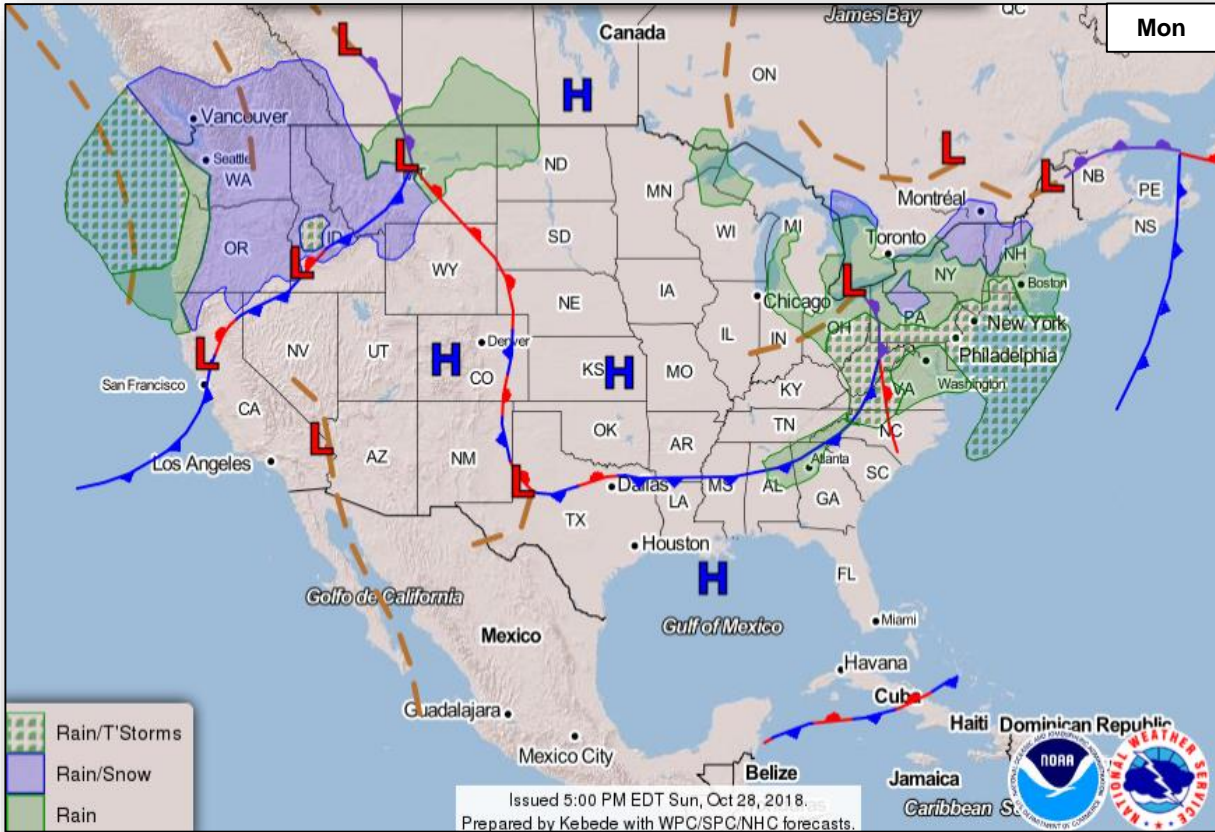 James Bay
QC
Mon
Canada
L
H
ON
Vancouver
L
Seattle
WA
L
ND
MN
L
L
NB
PE
Montréal
NS
OR
ID
L
SD
WI
MI
Toronto
NH
WY
L
NY
Boston
NE
IA
Chicago
PA
New York
L
NV
UT
H
Denver
CO
KS
H
MO
IL
IN
OH
Philadelphia
San Francisco
CA
KY
VA
Washington
L
OK
AR
TN
NC
Los Angeles
AZ
NM
L
Dallas
LA
MS
AL
Atlanta
GA
SC
TX
Houston
H
FL
Golfo de California
Mexico
Gulf of Mexico
Miami
Havana
Cuba
Guadalajara
Haiti
Dominican Republic
Mexico City
Belize
Jamaica
Caribbean
Rain/T'Storms
Rain/Snow
Rain
Issued 5:00 PM EDT Sun, Oct 28, 2018.
Prepared by Kebede with WPC/SPC/NHC forecasts.
NOAA
NATIONAL WEATHER SERVICE